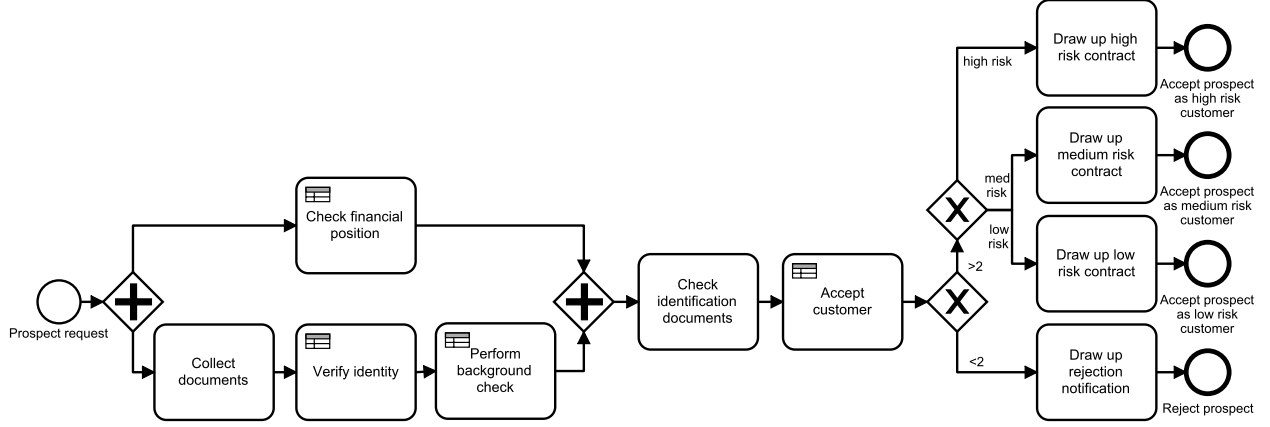 Prospect request
Check financial
position
Collect
documents
Verify identity
Perform
background
check
Check
identification
documents
Accept
customer
>2
<2
high risk
med
risk
low
risk
Draw up high
risk contract
Accept prospect
as high risk
customer
Draw up
medium risk
contract
Accept prospect
as medium risk
customer
Draw up low
risk contract
Accept prospect
as low risk
customer
Draw up
rejection
notification
Reject prospect